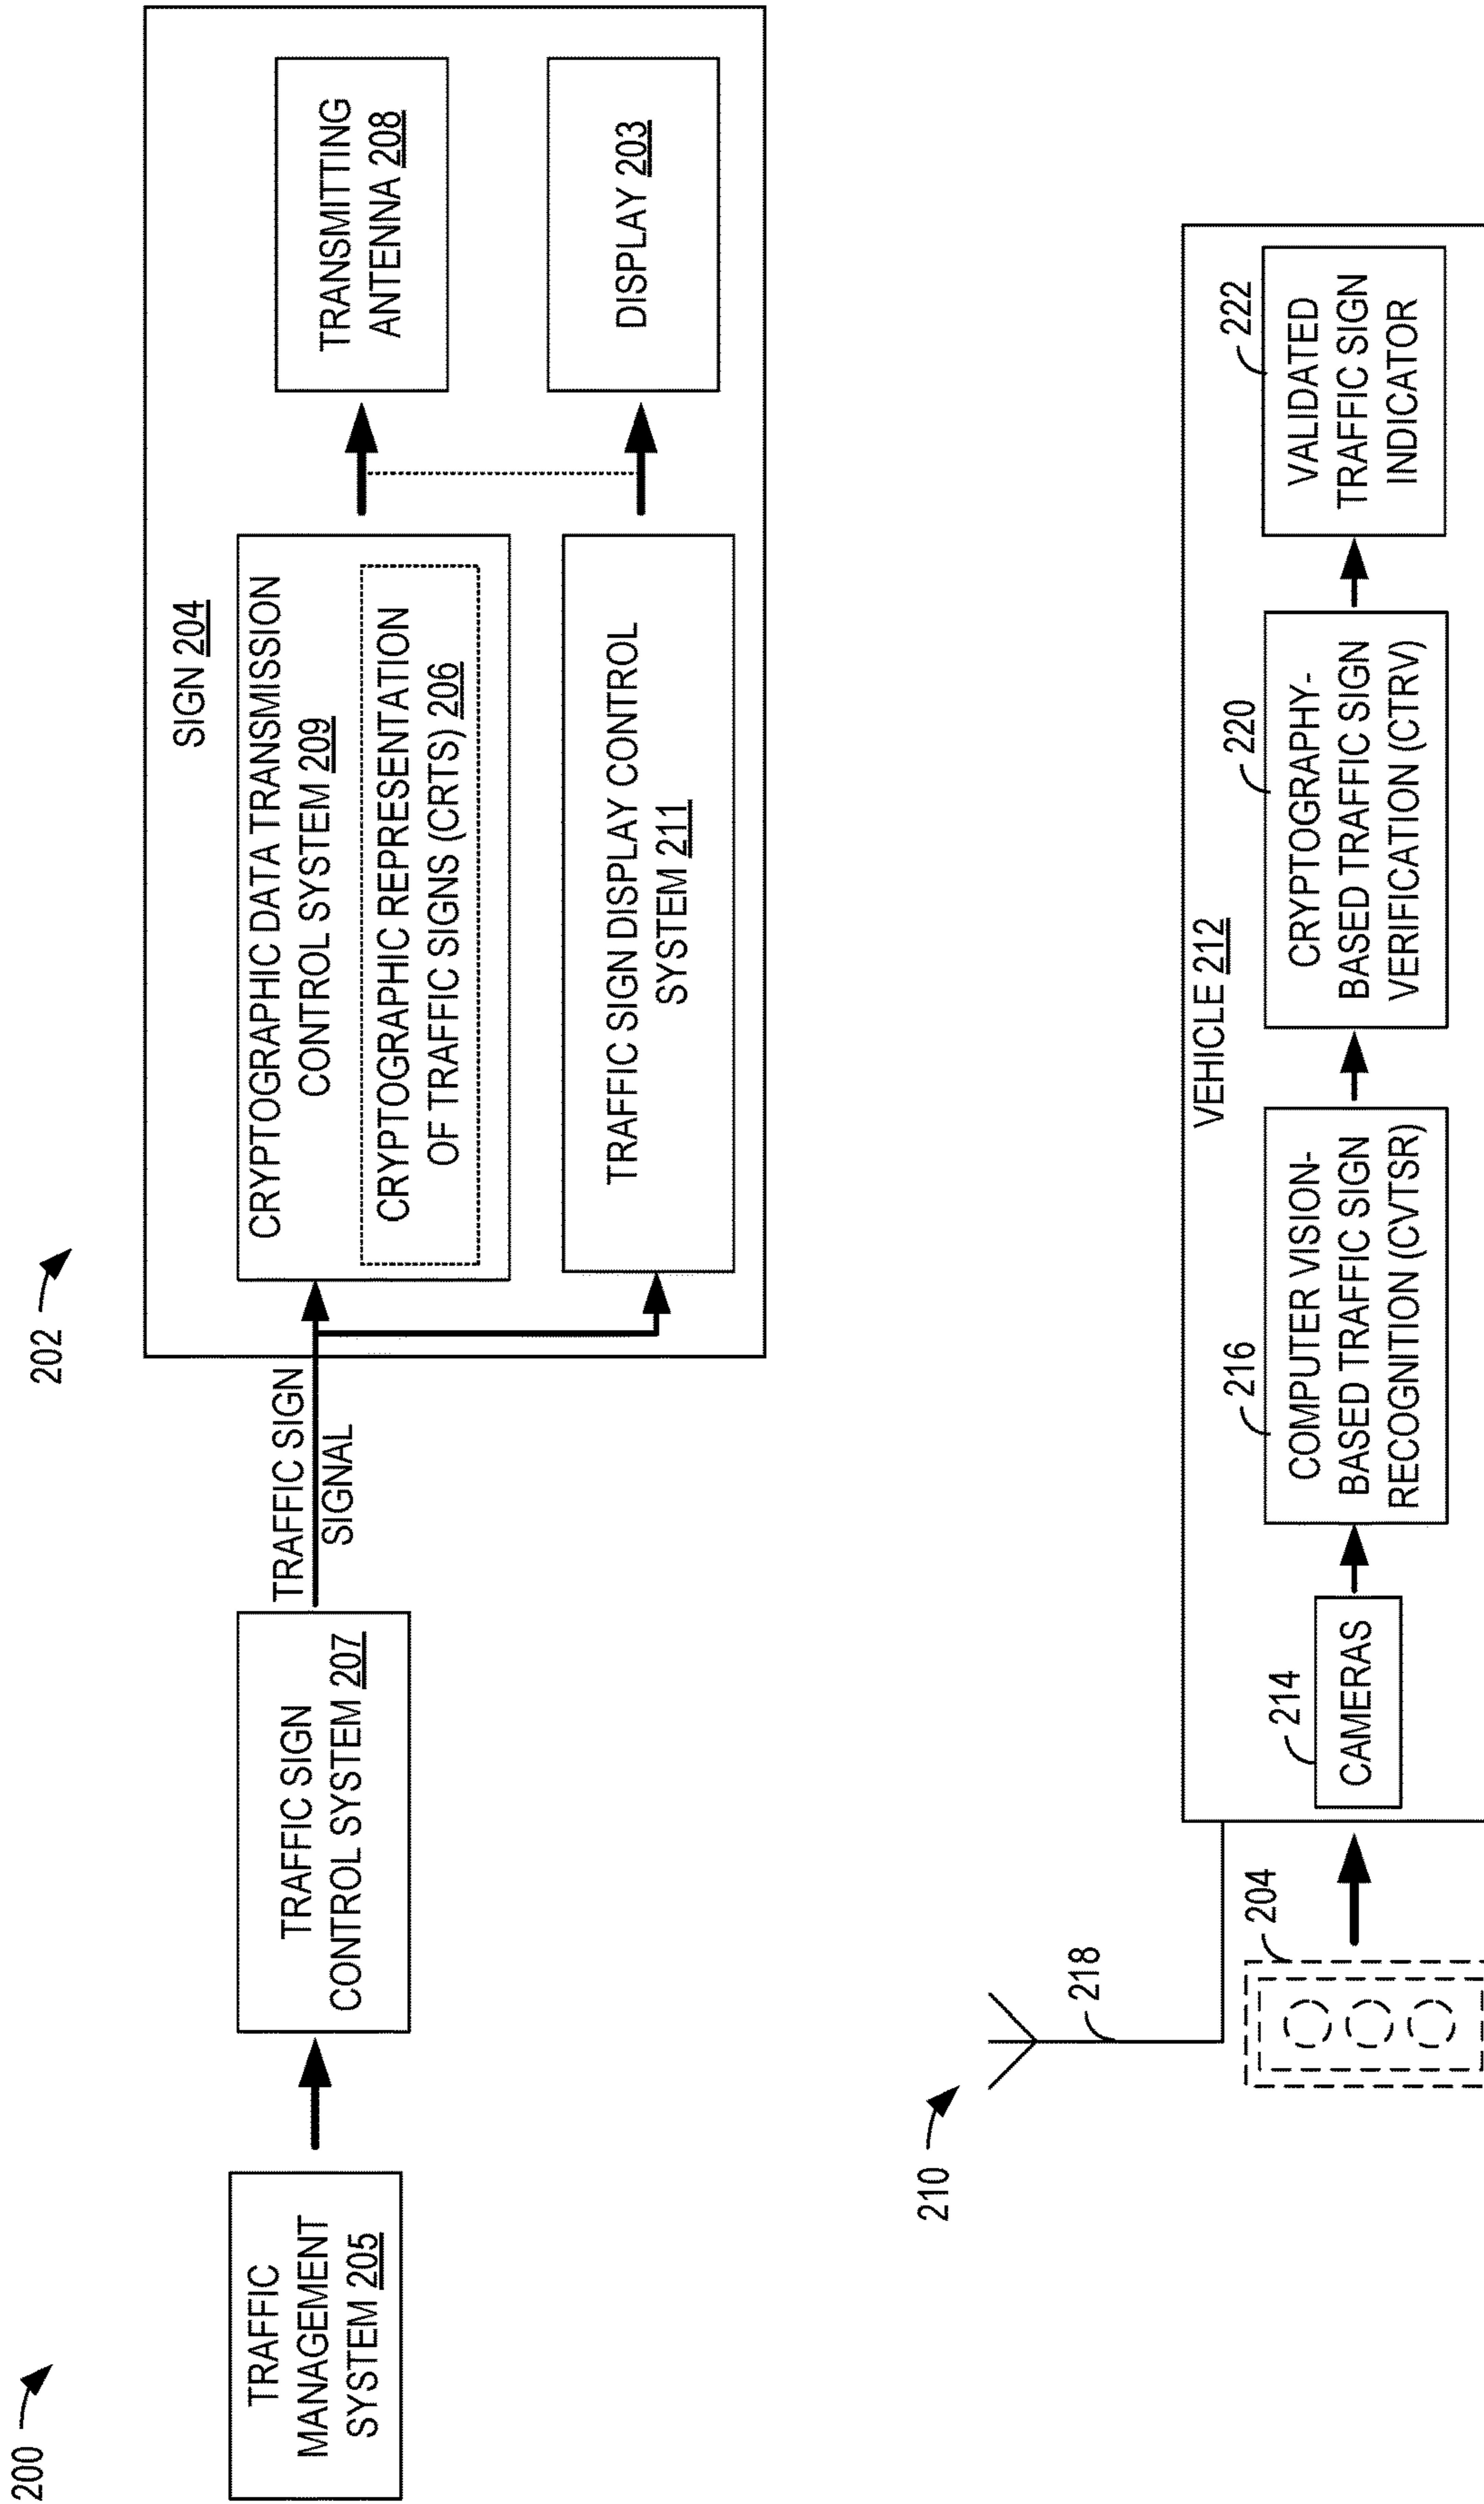 200
202
TRAFFIC
MANAGEMENT
SYSTEM 205
TRAFFIC SIGN
CONTROL SYSTEM 207
TRAFFIC SIGN
SIGNAL
SIGN 204
CRYPTOGRAPHIC DATA TRANSMISSION
CONTROL SYSTEM 209
CRYPTOGRAPHIC REPRESENTATION
OF TRAFFIC SIGNS (CRTS) 206
TRAFFIC SIGN DISPLAY CONTROL
SYSTEM 211
TRANSMITTING
ANTENNA 208
DISPLAY 203
210
218
204
VEHICLE 212
214
CAMERAS
216
COMPUTER VISION-
BASED TRAFFIC SIGN
RECOGNITION (CVTSR)
220
CRYPTOGRAPHY-
BASED TRAFFIC SIGN
VERIFICATION (CTRV)
222
VALIDATED
TRAFFIC SIGN
INDICATOR